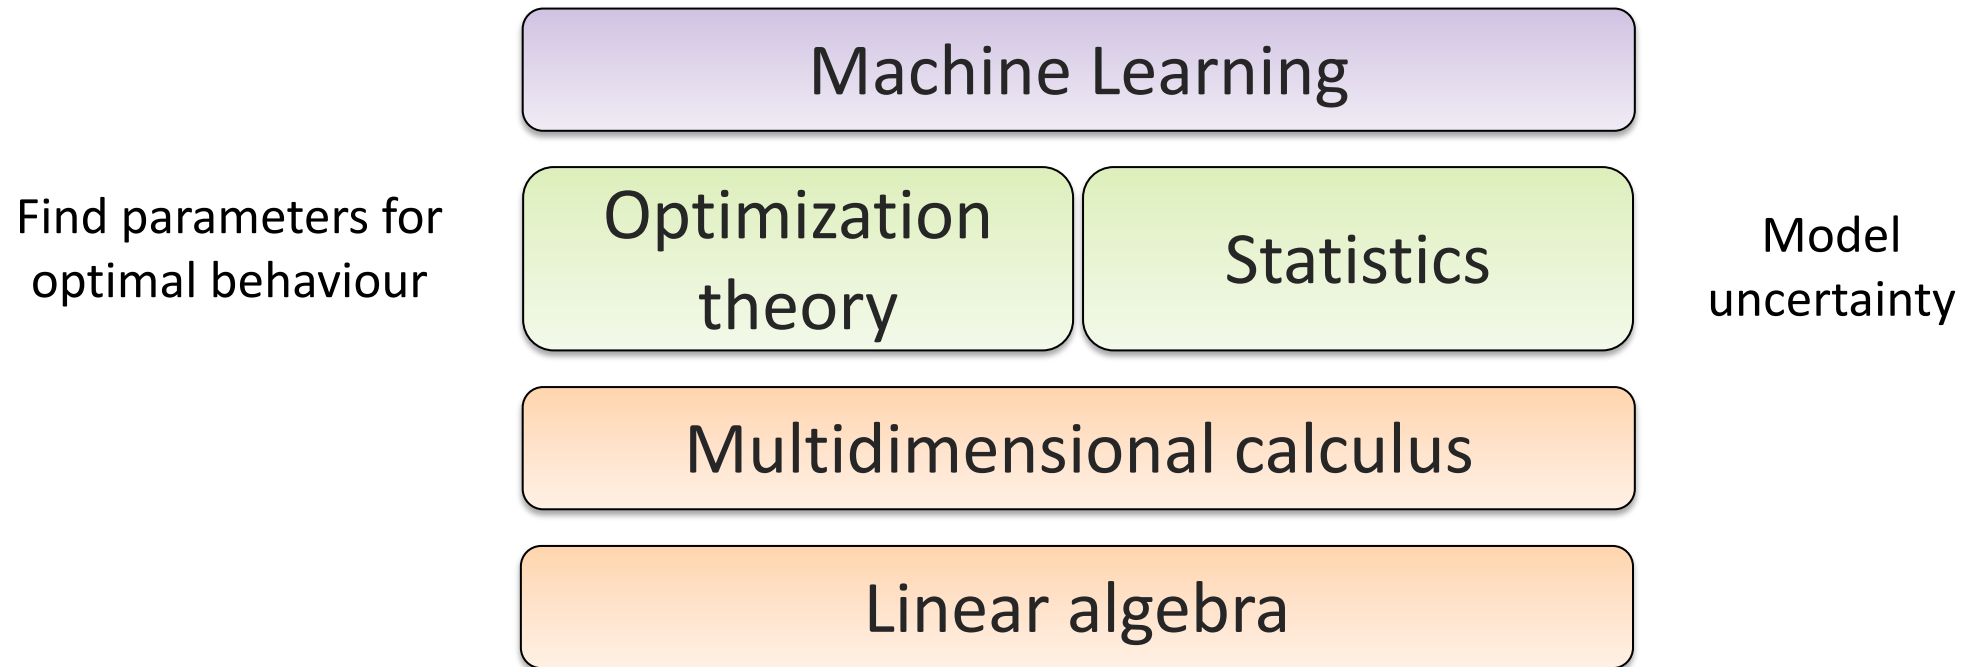 Machine Learning
Find parameters for
optimal behaviour
Optimization
theory
Statistics
Model
uncertainty
Multidimensional calculus
Linear algebra